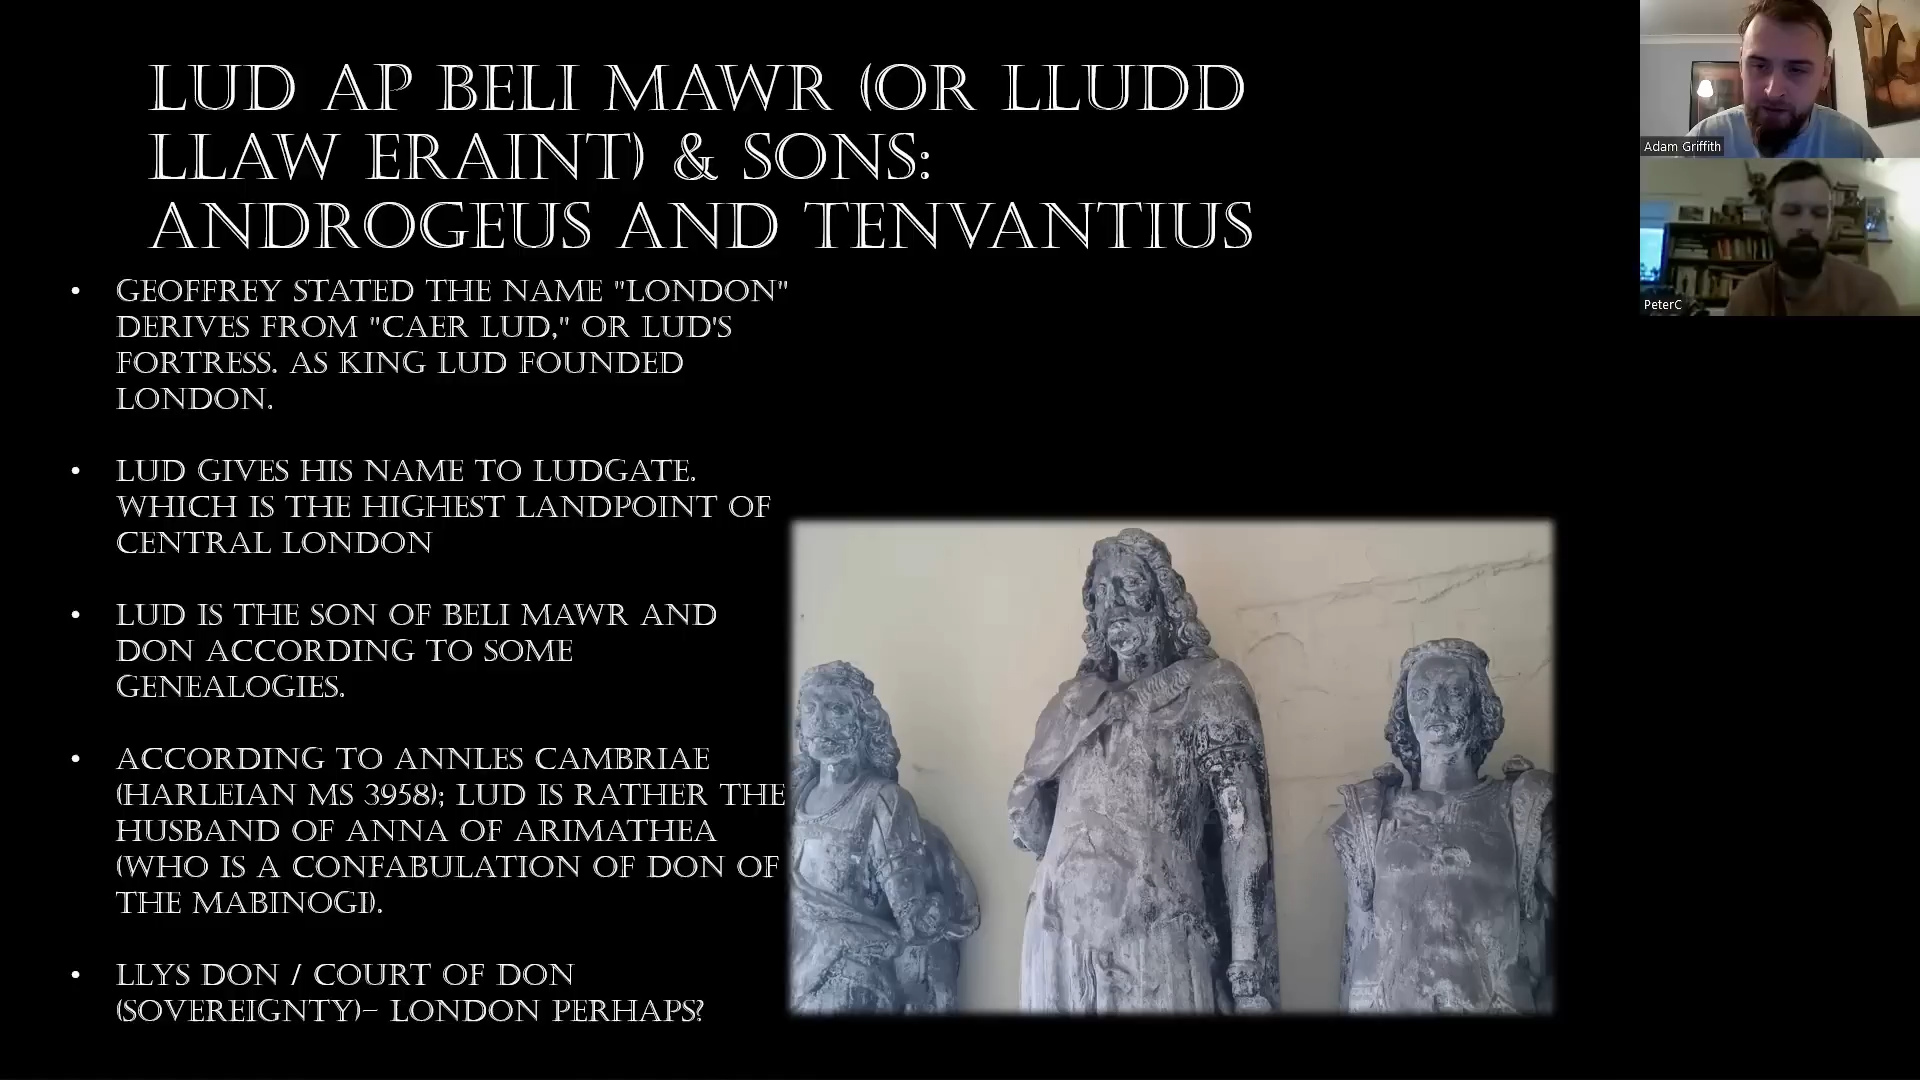 LUD AP BELI MAWR (OR LLUDD
LLAW ERAINT) & SONS:
ANDROGEUS AND TENVANTIUS
• GEOFFREY STATED THE NAME "LONDON"
DERIVES FROM "CAER LUD," OR LUD'S
FORTRESS. AS KING LUD FOUNDED
LONDON.
• LUD GIVES HIS NAME TO LUDGATE.
WHICH IS THE HIGHEST LANDPOINT OF
CENTRAL LONDON
• LUD IS THE SON OF BELI MAWR AND
DON ACCORDING TO SOME
GENEALOGIES.
• ACCORDING TO ANNLES CAMBRIAE
(HARLEIAN MS 3958); LUD IS RATHER THE
HUSBAND OF ANNA OF ARIMATHEA
(WHO IS A CONFABULATION OF DON OF
THE MABINOGI).
• LLYS DON / COURT OF DON
(SOVEREIGNTY)– LONDON PERHAPS?
Adam Griffith
PeterC